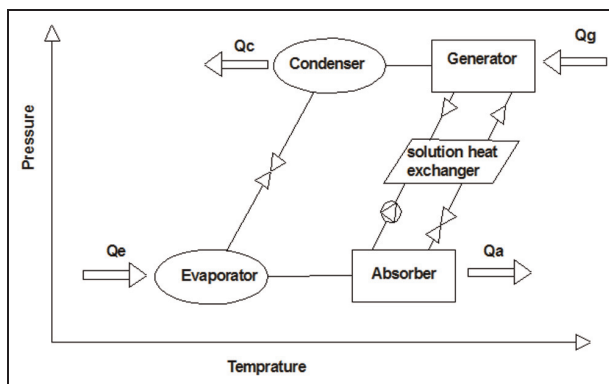 Qc
Condenser
Generator
Qg
Pressure
solution heat
exchanger
Qe
Evaporator
Absorber
Qa
Temprature